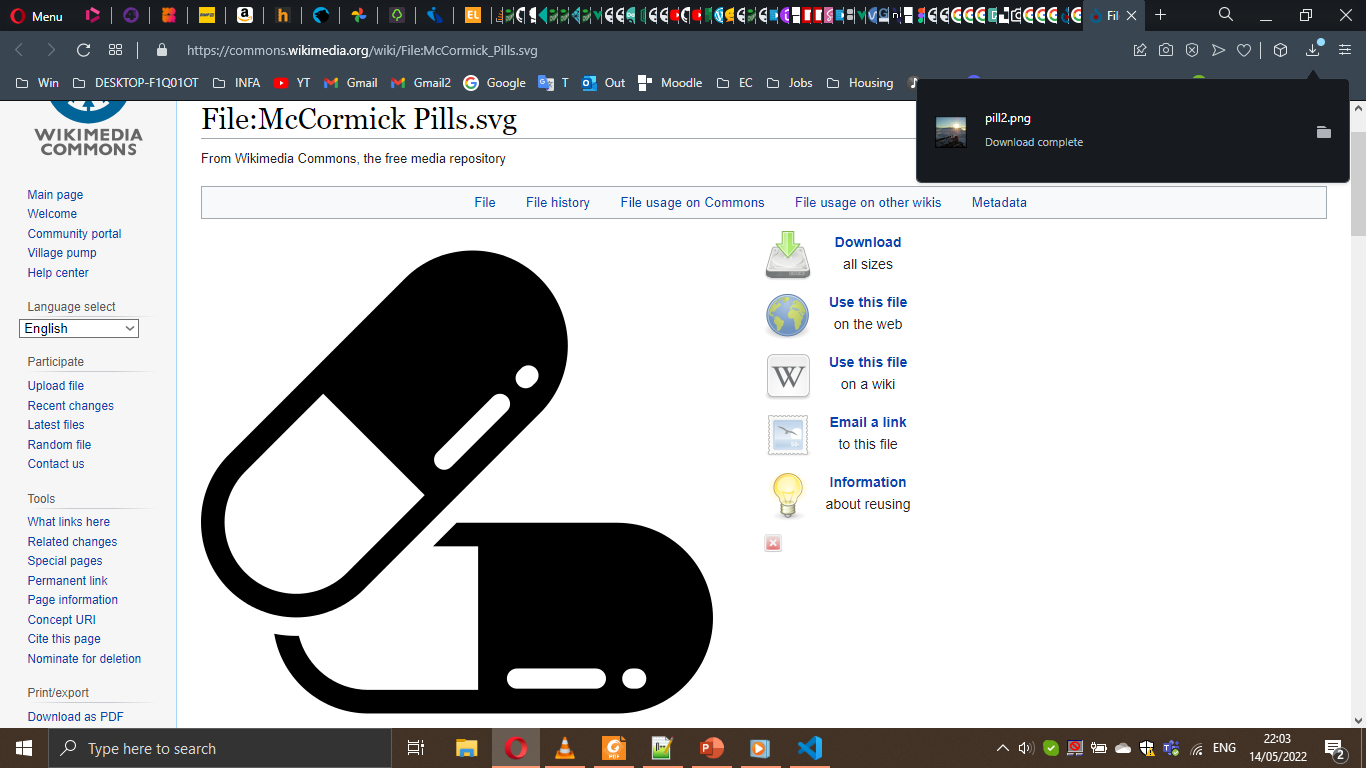 Menu
EL
Fil
https://commons.wikimedia.org/wiki/File:McCormick_Pills.svg
Win
DESKTOP-F1Q01OT
INFA
YT
Gmail
Gmail2
Google
T
Out
Moodle
EC
Jobs
Housing
pill2.png
Download complete
WIKIMEDIA
COMMONS
Main page
Welcome
Community portal
Village pump
Help center
Language select
English
Participate
Upload file
Recent changes
Latest files
Random file
Contact us
Tools
What links here
Related changes
Special pages
Permanent link
Page information
Concept URI
Cite this page
Nominate for deletion
Print/export
Download as PDF
File:McCormick Pills.svg
From Wikimedia Commons, the free media repository
File
File history
File usage on Commons
File usage on other wikis
Metadata
Download
all sizes
Use this file
on the web
W
Use this file
on a wiki
Email a link
to this file
Information
about reusing
Type here to search
ENG
22:03
14/05/2022
2